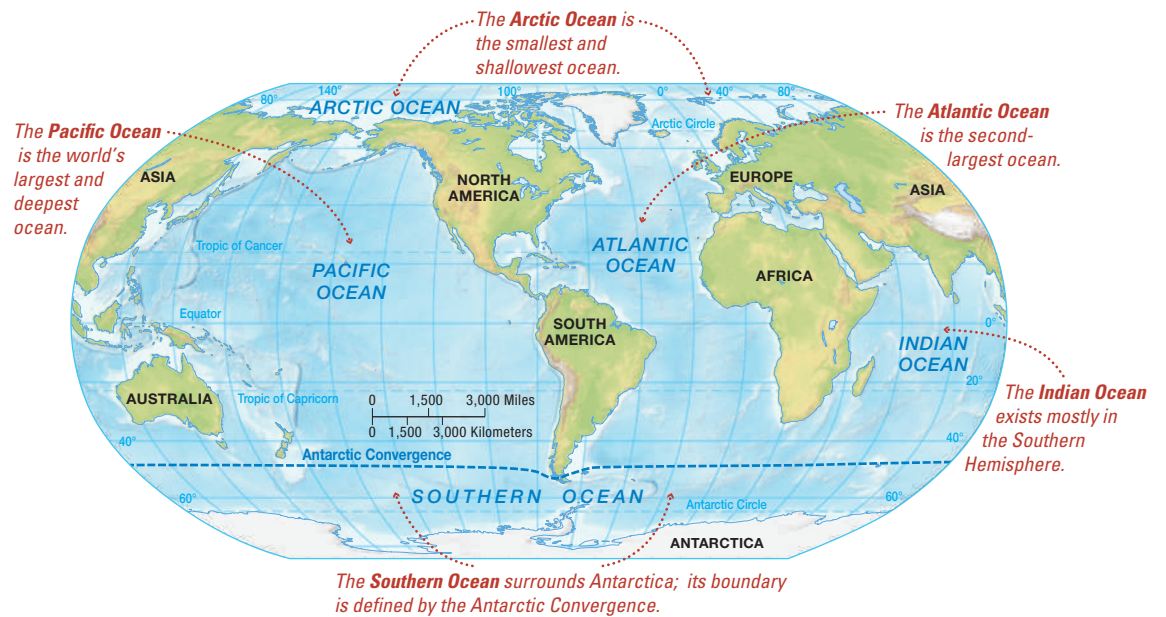 The Arctic Ocean is
the smallest and
shallowest ocean.
The Pacific Ocean
is the world's
largest and
deepest
ocean.
The Atlantic Ocean
is the second-
largest ocean.
80°
140°
100°
0°
40°
80°
ARCTIC OCEAN
Arctic Circle
ASIA
NORTH
AMERICA
EUROPE
ASIA
Tropic of Cancer
PACIFIC
OCEAN
ATLANTIC
OCEAN
AFRICA
Equator
SOUTH
AMERICA
0°
INDIAN
OCEAN
20°
AUSTRALIA
Tropic of Capricorn
0 1,500 3,000 Miles
0 1,500 3,000 Kilometers
The Indian Ocean
exists mostly in
the Southern
Hemisphere.
40°
40°
Antarctic Convergence
60°
SOUTHERN OCEAN
Antarctic Circle
60°
ANTARCTICA
The Southern Ocean surrounds Antarctica; its boundary
is defined by the Antarctic Convergence.